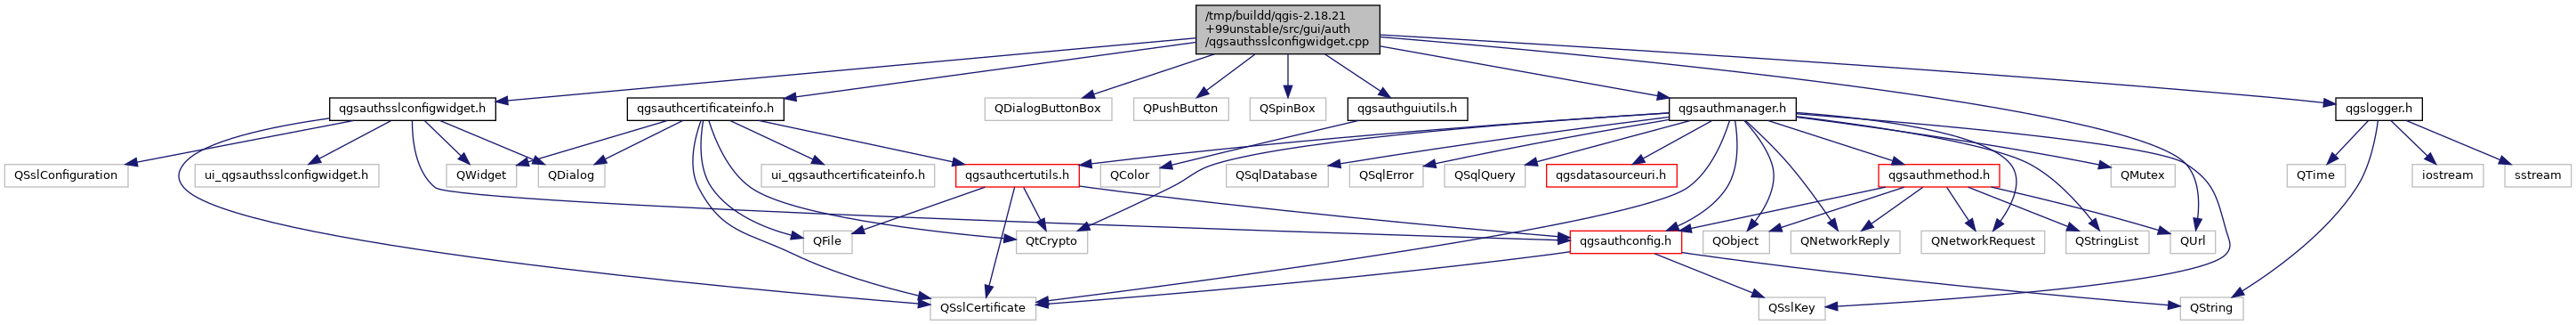 /tmp/buildd/qgis-2.18.21
+99unstable/src/gui/auth
/qgsauthsslconfigwidget.cpp
qgsauthsslconfigwidget.h
qgsauthcertificateinfo.h
QDialogButtonBox
QPushButton
QSpinBox
qgsauthguiutils.h
qgsauthmanager.h
qgslogger.h
QSslConfiguration
ui_qgsauthsslconfigwidget.h
QWidget
QDialog
ui_qgsauthcertificateinfo.h
qgsauthcertutils.h
QColor
QSqlDatabase
QSqlError
QSqlQuery
qgsdatasourceuri.h
qgsauthmethod.h
QMutex
QTime
iostream
sstream
QFile
QtCrypto
qgsauthconfig.h
QObject
QNetworkReply
QNetworkRequest
QStringList
QUrl
QSslCertificate
QSslKey
QString